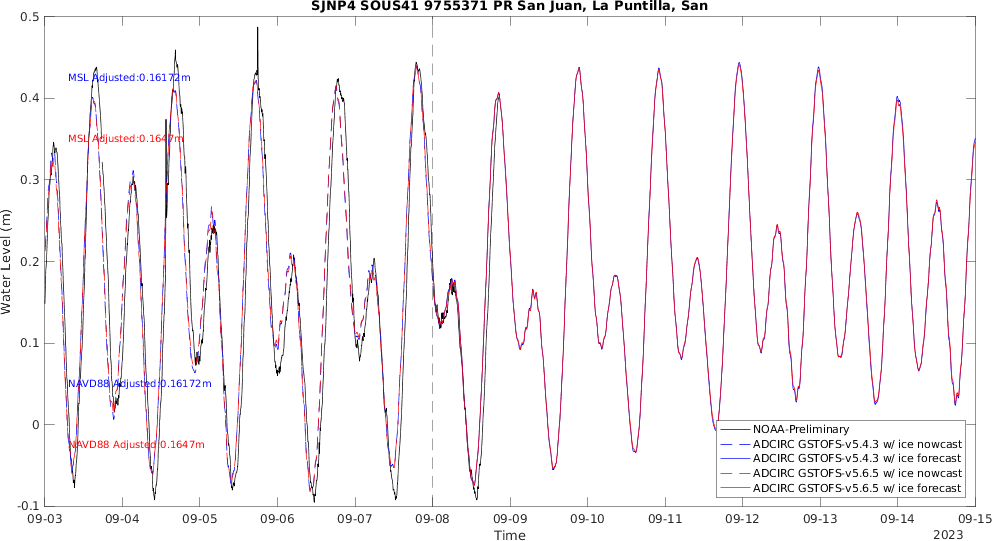 SJNP4 SOUS41 9755371 PR San Juan, La Puntilla, San
Water Level (m)
0.5
0.4
0.3
0.2
0.1
0
-0.1
MSL Adjusted:0.16172m
MSL Adjusted:0.1647m
NAVD88 Adjusted:0.16172m
NAVD88 Adjusted:0.1647m
NOAA-Preliminary
ADCIRC GSTOFS-v5.4.3 w/ ice nowcast
ADCIRC GSTOFS-v5.4.3 w/ ice forecast
ADCIRC GSTOFS-v5.6.5 w/ ice nowcast
ADCIRC GSTOFS-v5.6.5 w/ ice forecast
09-03 09-04 09-05 09-06 09-07 09-08 09-09 09-10 09-11 09-12 09-13 09-14 09-15
Time
2023